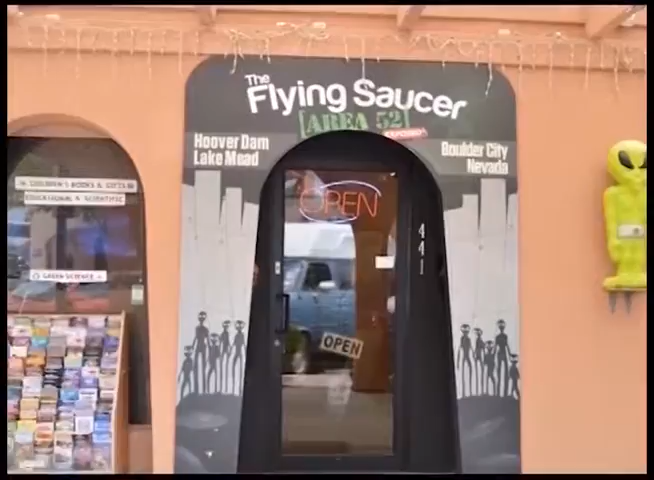 The
Flying Saucer
[AREA 52]
EXPOSED
Hoover Dam
Lake Mead
Boulder City
Nevada
CHILDREN'S BOOKS & GIFTS
EDUCATIONAL & SCIENTIFIC
GREEN SCIENCE
OPEN
441
OPEN